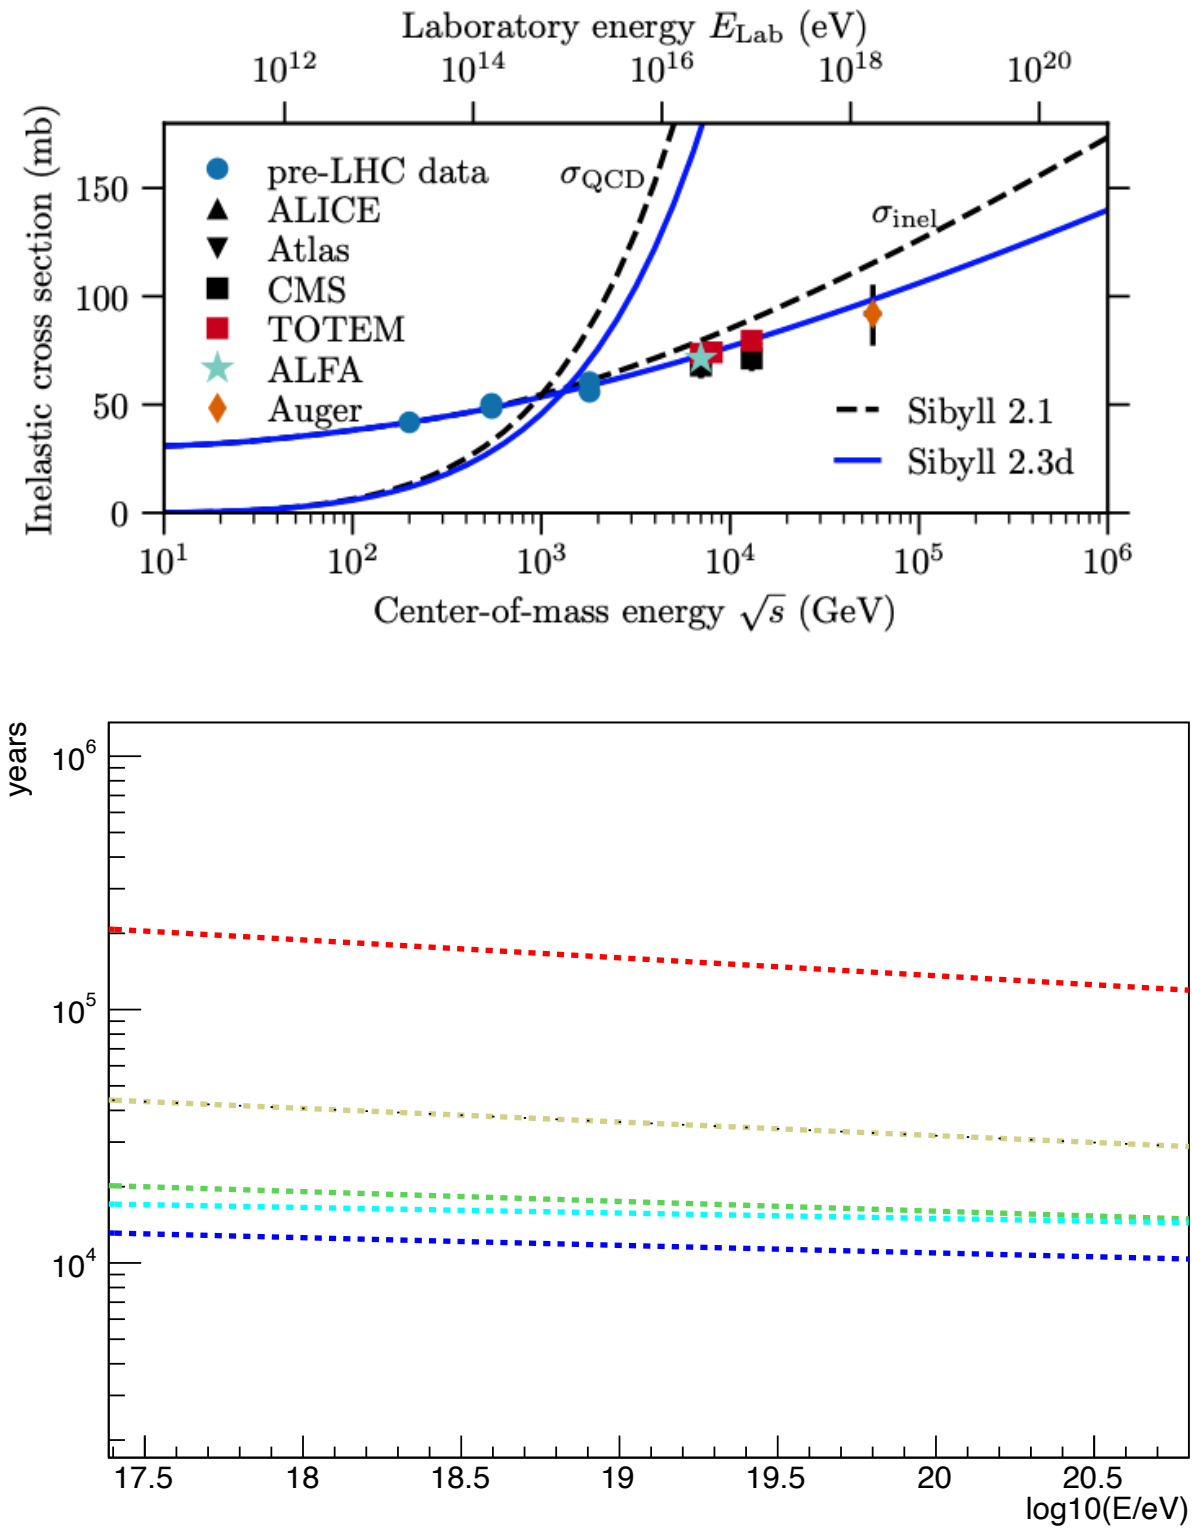 Laboratory energy E_Lab (eV)
10^12 10^14 10^16 10^18 10^20
Inelastic cross section (mb)
150
100
50
0
pre-LHC data
ALICE
Atlas
CMS
TOTEM
ALFA
Auger
σ_QCD
σ_inel
Sibyll 2.1
Sibyll 2.3d
10^1 10^2 10^3 10^4 10^5 10^6
Center-of-mass energy √s (GeV)
years
10^6
10^5
10^4
17.5 18 18.5 19 19.5 20 20.5
log10(E/eV)